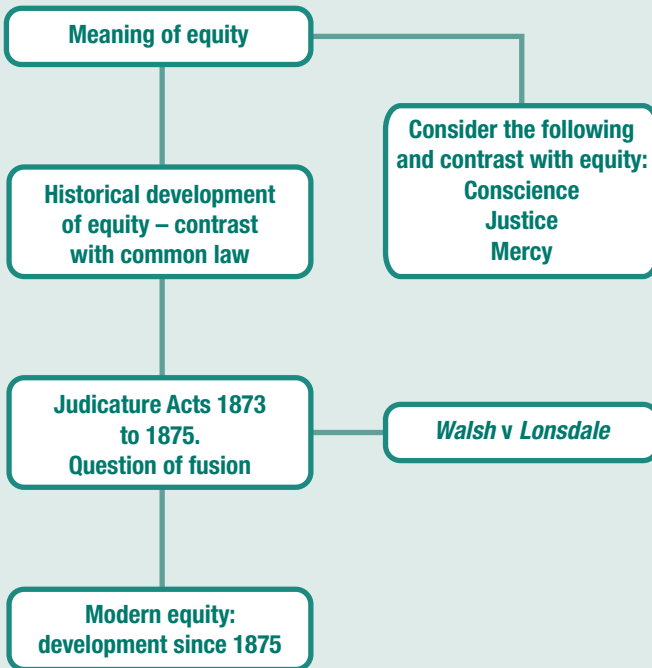 Meaning of equity
Consider the following
and contrast with equity:
Conscience
Justice
Mercy
Historical development
of equity – contrast
with common law
Judicature Acts 1873
to 1875.
Question of fusion
Walsh v Lonsdale
Modern equity:
development since 1875